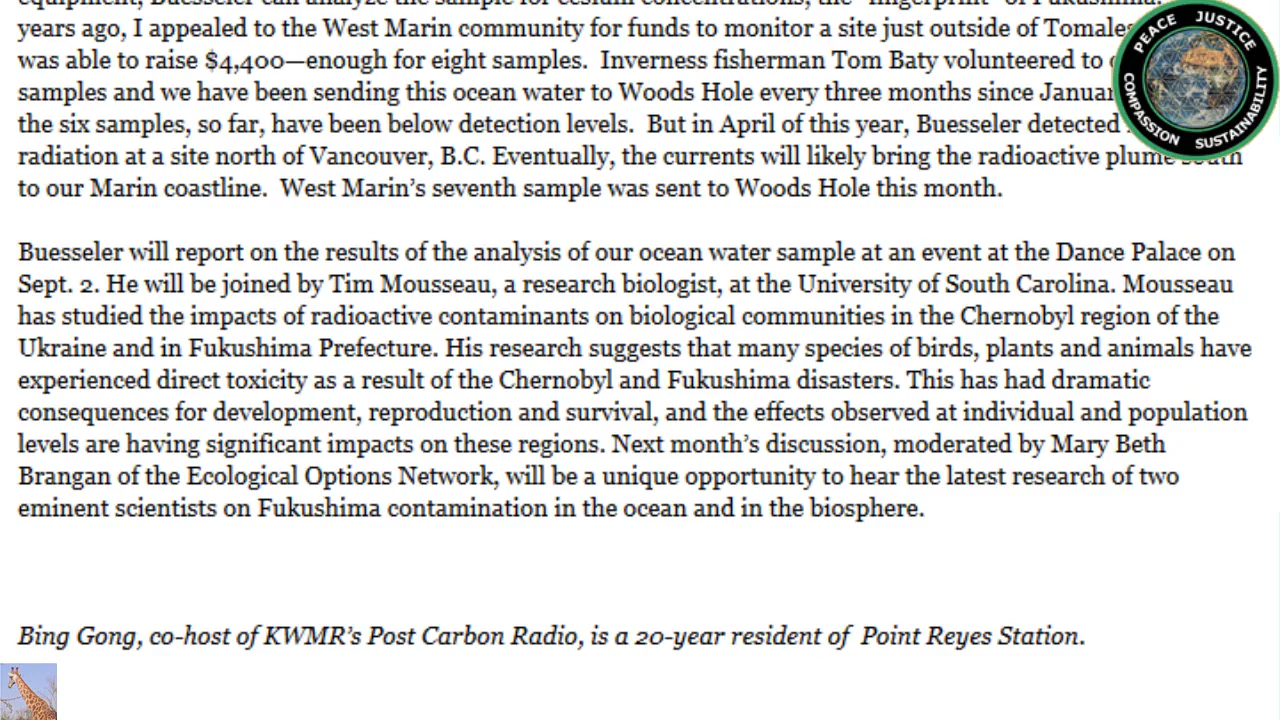 equipment, Buesseler can analyze the sample for cesium concentrations, the "fingerprint" of Fukushima.
years ago, I appealed to the West Marin community for funds to monitor a site just outside of Tomales
was able to raise $4,400—enough for eight samples.  Inverness fisherman Tom Baty volunteered to
samples and we have been sending this ocean water to Woods Hole every three months since
the six samples, so far, have been below detection levels.  But in April of this year, Buesseler detected
radiation at a site north of Vancouver, B.C. Eventually, the currents will likely bring the radioactive plume south
to our Marin coastline.  West Marin's seventh sample was sent to Woods Hole this month.
Buesseler will report on the results of the analysis of our ocean water sample at an event at the Dance Palace on
Sept. 2. He will be joined by Tim Mousseau, a research biologist, at the University of South Carolina. Mousseau
has studied the impacts of radioactive contaminants on biological communities in the Chernobyl region of the
Ukraine and in Fukushima Prefecture. His research suggests that many species of birds, plants and animals have
experienced direct toxicity as a result of the Chernobyl and Fukushima disasters. This has had dramatic
consequences for development, reproduction and survival, and the effects observed at individual and population
levels are having significant impacts on these regions. Next month's discussion, moderated by Mary Beth
Brangan of the Ecological Options Network, will be a unique opportunity to hear the latest research of two
eminent scientists on Fukushima contamination in the ocean and in the biosphere.
Bing Gong, co-host of KWMR's Post Carbon Radio, is a 20-year resident of  Point Reyes Station.
PEACE JUSTICE
COMPASSION SUSTAINABILITY